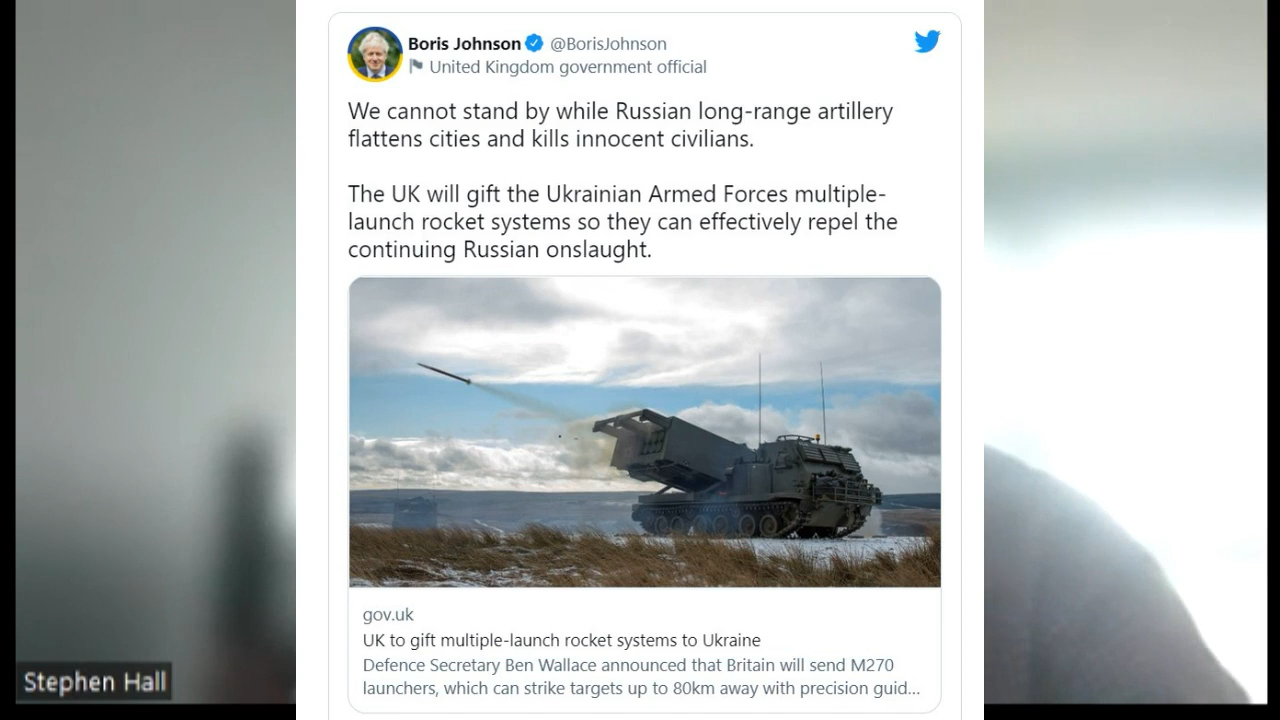 Boris Johnson @BorisJohnson
United Kingdom government official
We cannot stand by while Russian long-range artillery
flattens cities and kills innocent civilians.
The UK will gift the Ukrainian Armed Forces multiple-
launch rocket systems so they can effectively repel the
continuing Russian onslaught.
gov.uk
UK to gift multiple-launch rocket systems to Ukraine
Defence Secretary Ben Wallace announced that Britain will send M270
launchers, which can strike targets up to 80km away with precision guid...
Stephen Hall